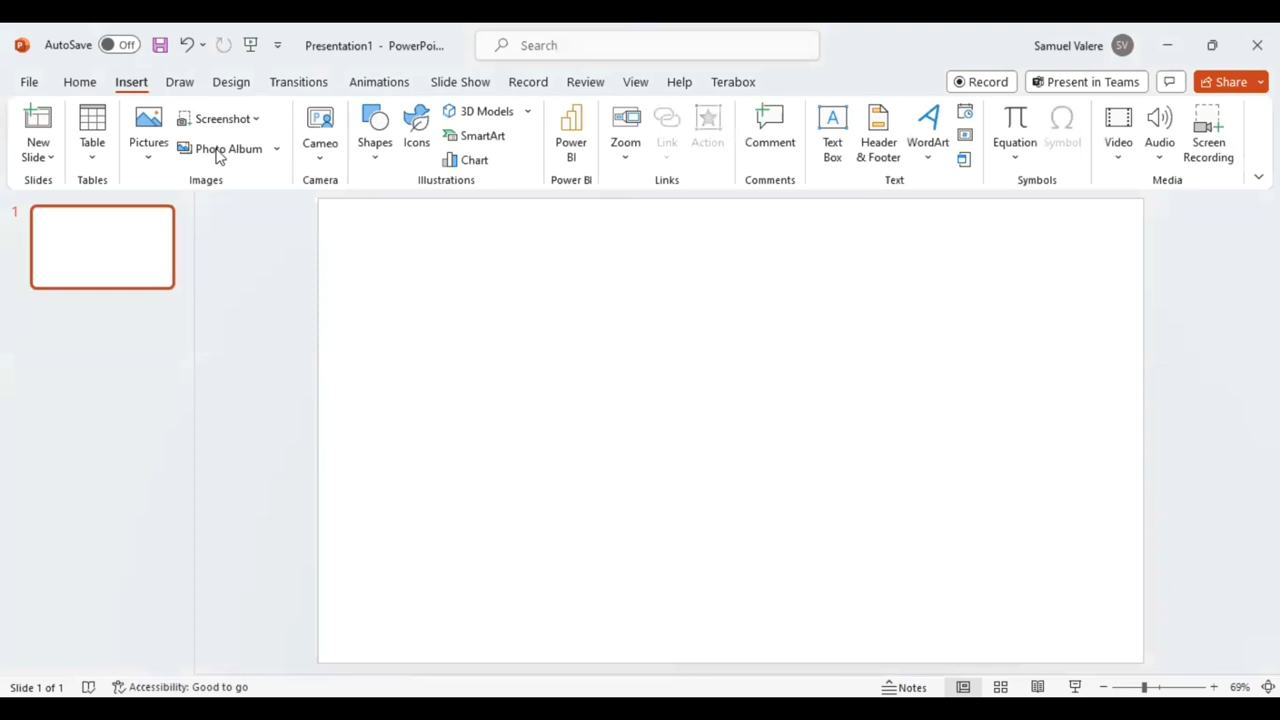 AutoSave Off Presentation1 - PowerPoi... Search Samuel Valere SV
File Home Insert Draw Design Transitions Animations Slide Show Record Review View Help Terabox Record Present in Teams Share
New Slide
Table
Pictures
Screenshot
Photo Album
Cameo
Shapes
Icons
3D Models
SmartArt
Chart
Power BI
Zoom
Link
Action
Comment
Text Box
Header & Footer
WordArt
Equation
Symbol
Video
Audio
Screen Recording
Slides Tables Images Camera Illustrations Power BI Links Comments Text Symbols Media
1
Slide 1 of 1 Accessibility: Good to go Notes 69%